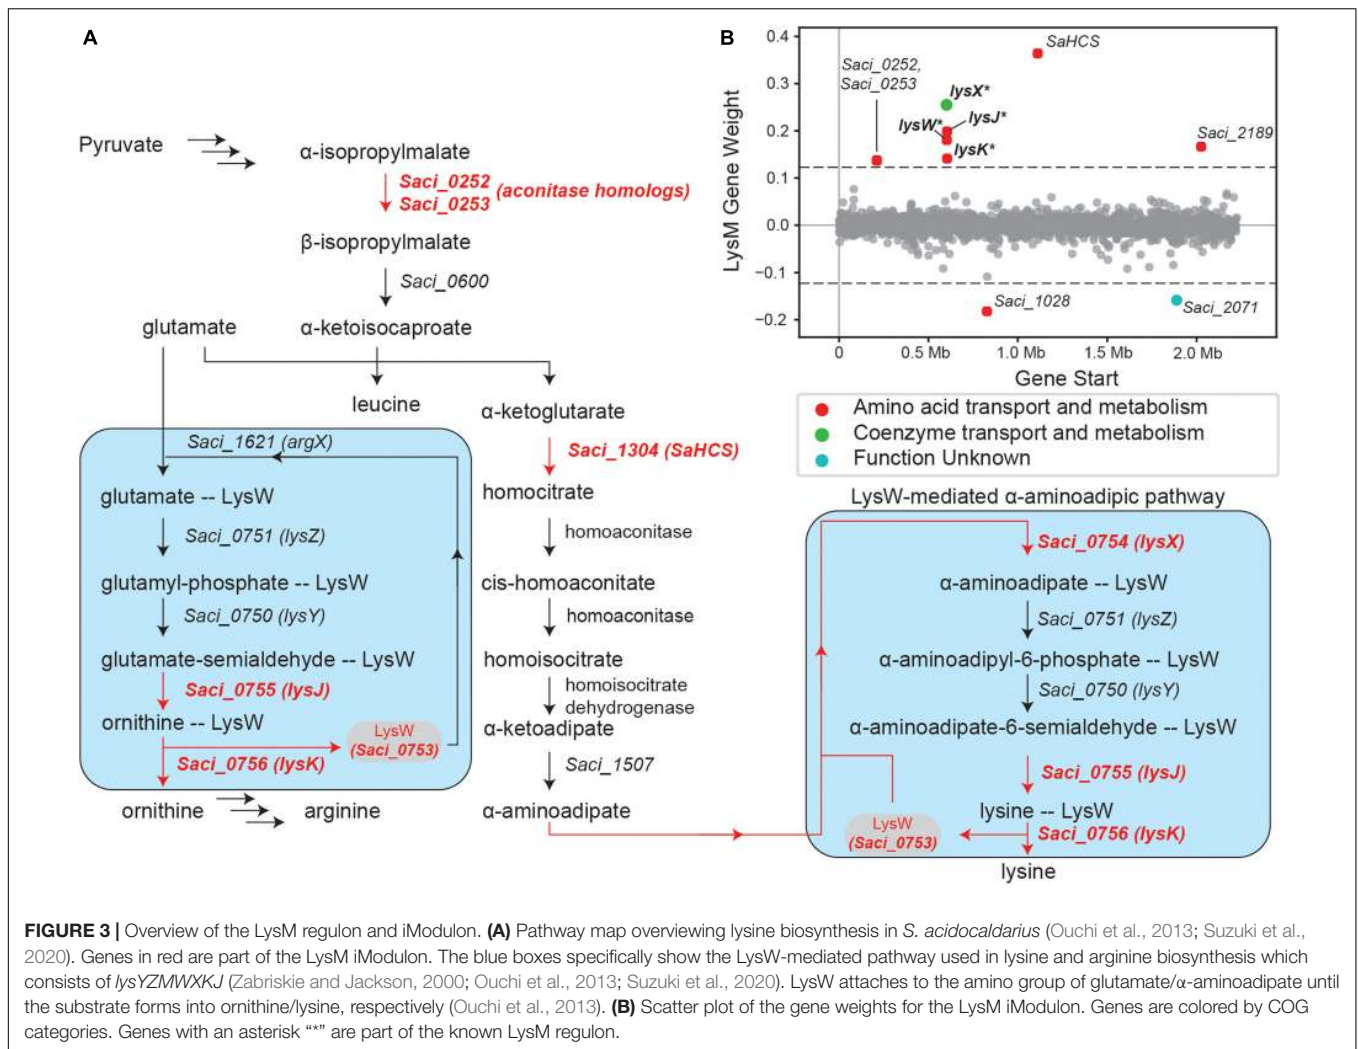 A
Pyruvate
α-isopropylmalate
Saci_0252
Saci_0253
(aconitase homologs)
β-isopropylmalate
Saci_0600
glutamate
α-ketoisocaproate
leucine
α-ketoglutarate
Saci_1304 (SaHCS)
homocitrate
homoaconitase
cis-homoaconitate
homoaconitase
homoisocitrate
homoisocitrate
dehydrogenase
α-ketoadipate
Saci_1507
α-aminoadipate
Saci_1621 (argX)
glutamate -- LysW
Saci_0751 (lysZ)
glutamyl-phosphate -- LysW
Saci_0750 (lysY)
glutamate-semialdehyde -- LysW
Saci_0755 (lysJ)
ornithine -- LysW
LysW
(Saci_0753)
Saci_0756 (lysK)
ornithine
arginine
B
LysM Gene Weight
0.4
0.3
0.2
0.1
0.0
−0.1
−0.2
SaHCS
Saci_0252,
Saci_0253
lysX*
lysW*
lysJ*
lysK*
Saci_2189
Saci_1028
Saci_2071
0
0.5 Mb
1.0 Mb
1.5 Mb
2.0 Mb
Gene Start
Amino acid transport and metabolism
Coenzyme transport and metabolism
Function Unknown
LysW-mediated α-aminoadipic pathway
Saci_0754 (lysX)
α-aminoadipate -- LysW
Saci_0751 (lysZ)
α-aminoadipyl-6-phosphate -- LysW
Saci_0750 (lysY)
α-aminoadipate-6-semialdehyde -- LysW
Saci_0755 (lysJ)
lysine -- LysW
LysW
(Saci_0753)
Saci_0756 (lysK)
lysine
FIGURE 3 | Overview of the LysM regulon and iModulon. (A) Pathway map overviewing lysine biosynthesis in S. acidocaldarius (Ouchi et al., 2013; Suzuki et al.,
2020). Genes in red are part of the LysM iModulon. The blue boxes specifically show the LysW-mediated pathway used in lysine and arginine biosynthesis which
consists of lysYZMWXKJ (Zabriskie and Jackson, 2000; Ouchi et al., 2013; Suzuki et al., 2020). LysW attaches to the amino group of glutamate/α-aminoadipate until
the substrate forms into ornithine/lysine, respectively (Ouchi et al., 2013). (B) Scatter plot of the gene weights for the LysM iModulon. Genes are colored by COG
categories. Genes with an asterisk “*” are part of the known LysM regulon.